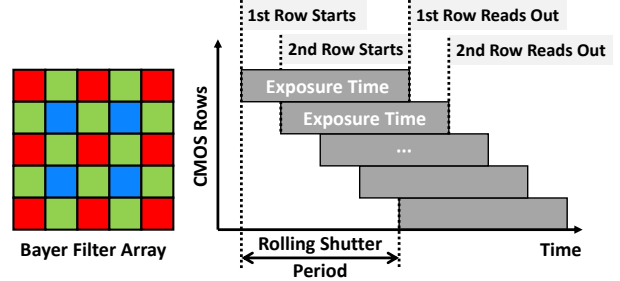 1st Row Starts
1st Row Reads Out
2nd Row Starts
2nd Row Reads Out
Exposure Time
Exposure Time
...
CMOS Rows
Bayer Filter Array
Rolling Shutter
Period
Time